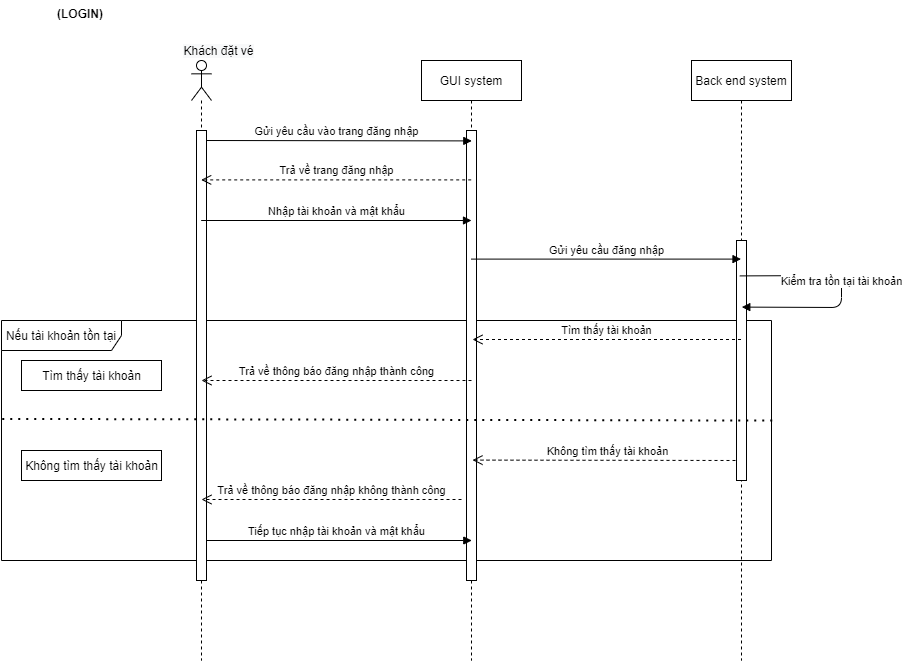 (LOGIN)
Khách đặt vé
GUI system
Back end system
Gửi yêu cầu vào trang đăng nhập
Trả về trang đăng nhập
Nhập tài khoản và mật khẩu
Gửi yêu cầu đăng nhập
Kiểm tra tồn tại tài khoản
Nếu tài khoản tồn tại
Tìm thấy tài khoản
Tìm thấy tài khoản
Trả về thông báo đăng nhập thành công
Không tìm thấy tài khoản
Không tìm thấy tài khoản
Trả về thông báo đăng nhập không thành công
Tiếp tục nhập tài khoản và mật khẩu